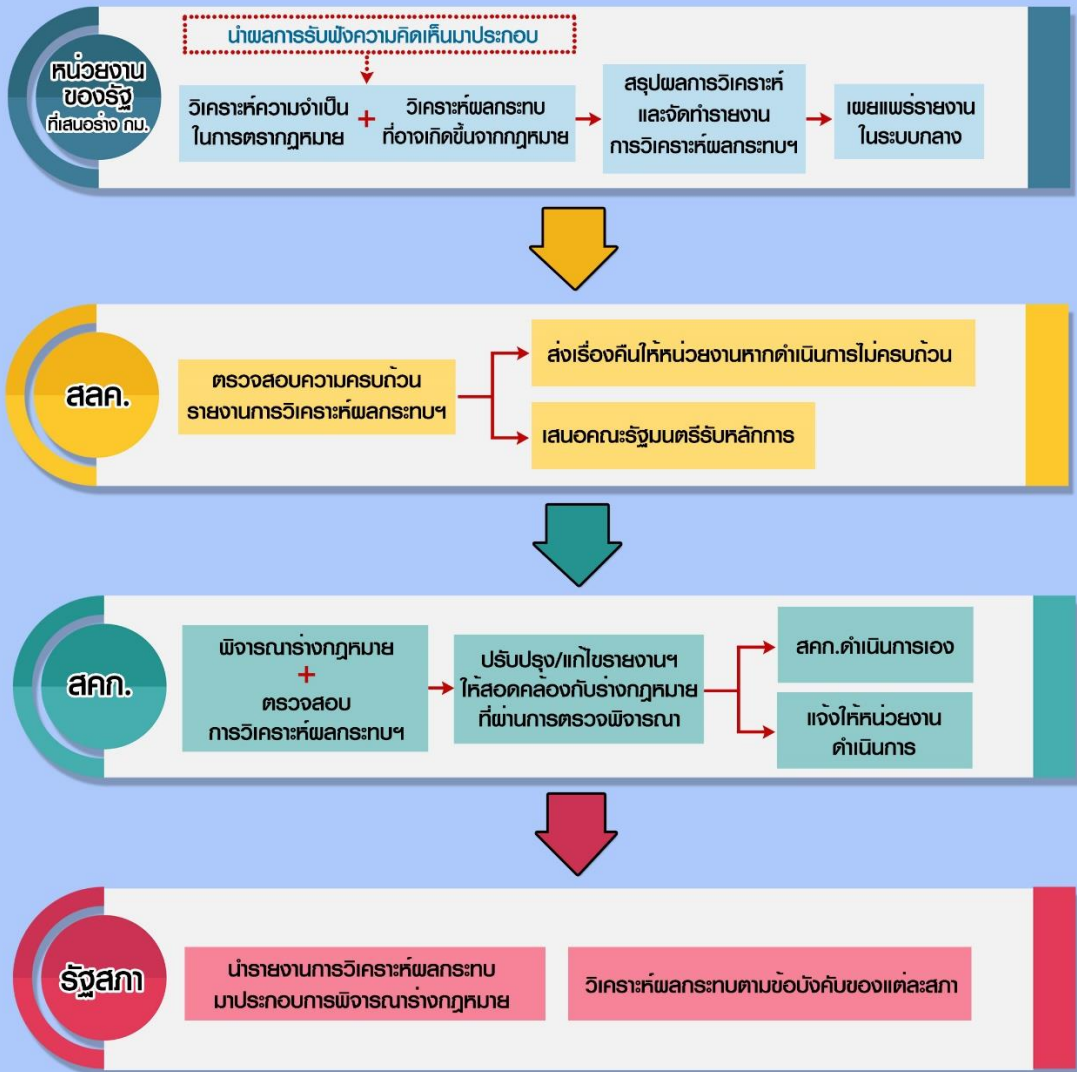 หน่วยงาน
ของรัฐ
ที่เสนอร่าง กม.
นำผลการรับฟังความคิดเห็นมาประกอบ
วิเคราะห์ความจำเป็น
ในการตรากฎหมาย
+
วิเคราะห์ผลกระทบ
ที่อาจเกิดขึ้นจากกฎหมาย
สรุปผลการวิเคราะห์
และจัดทำรายงาน
การวิเคราะห์ผลกระทบฯ
เผยแพร่รายงาน
ในระบบกลาง
สลค.
ตรวจสอบความครบถ้วน
รายงานการวิเคราะห์ผลกระทบฯ
ส่งเรื่องคืนให้หน่วยงานหากดำเนินการไม่ครบถ้วน
เสนอคณะรัฐมนตรีรับหลักการ
สคก.
พิจารณาร่างกฎหมาย
+
ตรวจสอบ
การวิเคราะห์ผลกระทบฯ
ปรับปรุง/แก้ไขรายงานฯ
ให้สอดคล้องกับร่างกฎหมาย
ที่ผ่านการตรวจพิจารณา
สคก.ดำเนินการเอง
แจ้งให้หน่วยงาน
ดำเนินการ
รัฐสภา
นำรายงานการวิเคราะห์ผลกระทบ
มาประกอบการพิจารณาร่างกฎหมาย
วิเคราะห์ผลกระทบตามข้อบังคับของแต่ละสภา